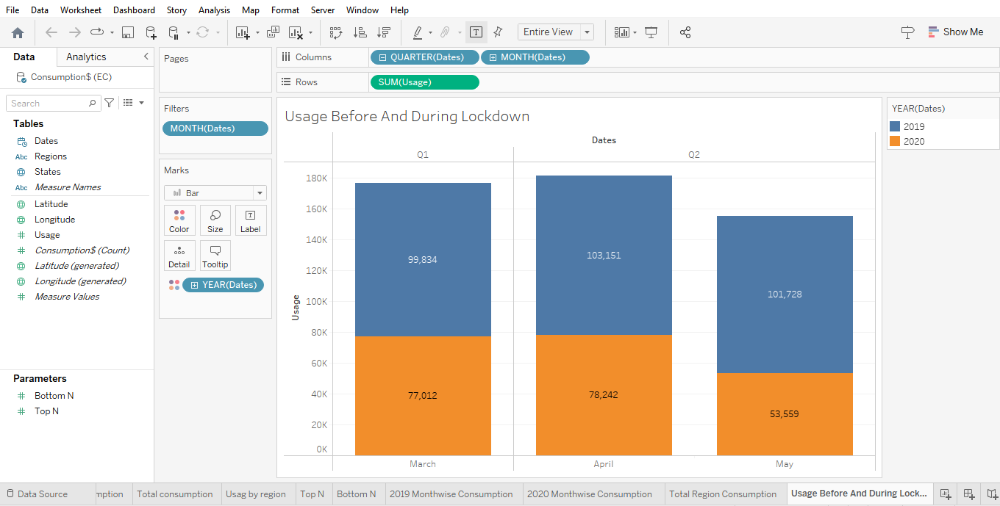 File Data Worksheet Dashboard Story Analysis Map Format Server Window Help
Entire View
Show Me
Data Analytics
Consumption$ (EC)
Search
Tables
Dates
Abc Regions
States
Abc Measure Names
Latitude
Longitude
Usage
Consumption$ (Count)
Latitude (generated)
Longitude (generated)
Measure Values
Parameters
Bottom N
Top N
Pages
Filters
MONTH(Dates)
Marks
Bar
Color Size Label
Detail Tooltip
YEAR(Dates)
Columns QUARTER(Dates) MONTH(Dates)
Rows SUM(Usage)
Usage Before And During Lockdown
Dates
Q1 Q2
Usage
180K
160K
140K
120K
100K
80K
60K
40K
20K
0K
99,834 103,151 101,728
77,012 78,242 53,559
March April May
YEAR(Dates)
2019
2020
Data Source mption Total consumption Usag by region Top N Bottom N 2019 Monthwise Consumption 2020 Monthwise Consumption Total Region Consumption Usage Before And During Lock...